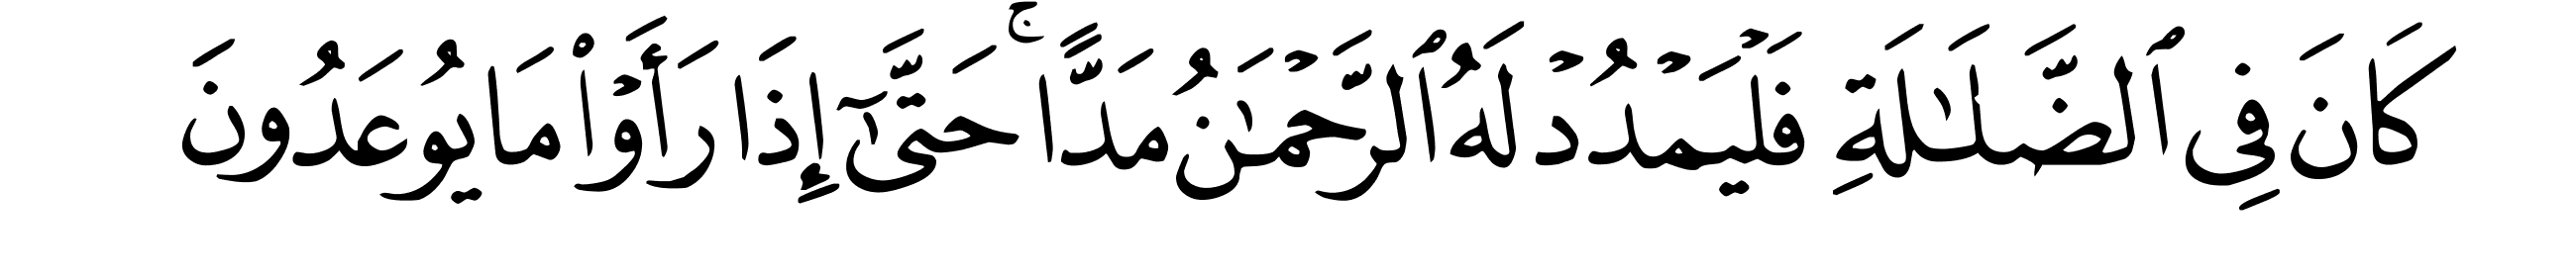 كَانَ فِى ٱلضَّلَـٰلَةِ فَلْيَمْدُدْ لَهُ ٱلرَّحْمَـٰنُ مَدًّا ۚ حَتَّىٰٓ إِذَا رَأَوْا۟ مَا يُوعَدُونَ